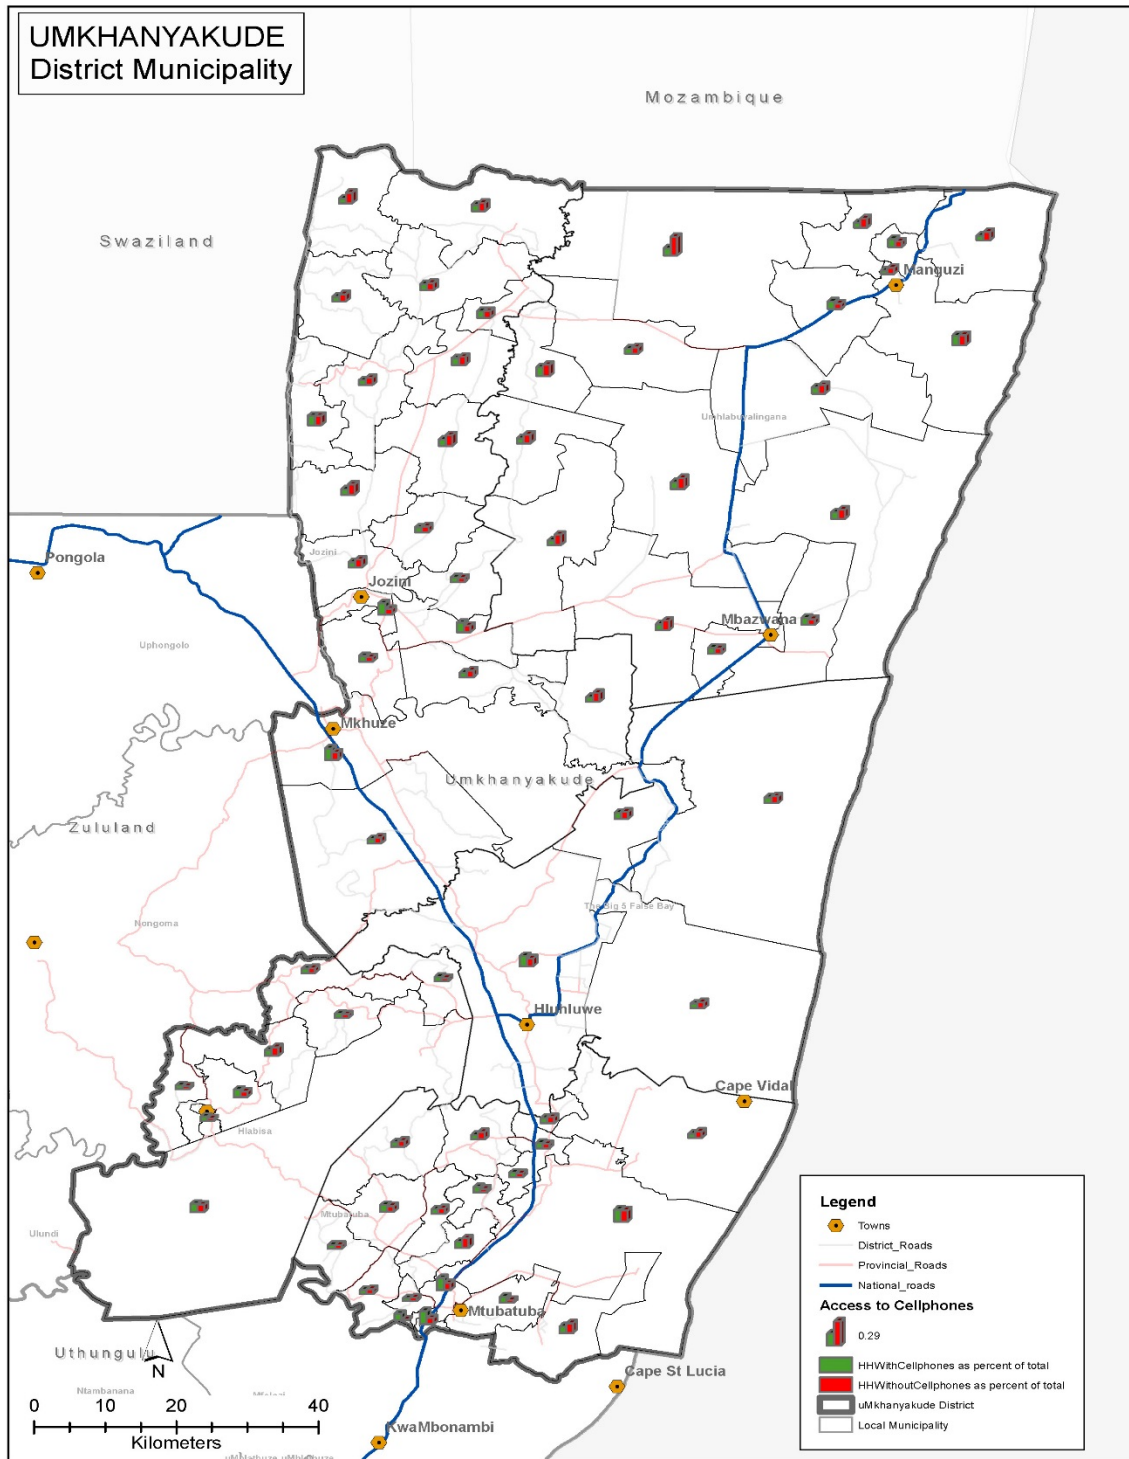 UMKHANYAKUDE
District Municipality
Mozambique
Swaziland
Manguzi
Umhlabuyalingana
Pongola
Jozini
Jozini
Mbazwana
Uphongolo
Mkhuze
Umkhanyakude
Zululand
The Big 5 False Bay
Nongoma
Hluhluwe
Cape Vidal
Hlabisa
Mtubatuba
Ulundi
Mtubatuba
Uthungulu
Cape St Lucia
Ntambanana
KwaMbonambi
N
0 10 20 40
Kilometers
Legend
Towns
District_Roads
Provincial_Roads
National_roads
Access to Cellphones
0.29
HHWithCellphones as percent of total
HHWithoutCellphones as percent of total
uMkhanyakude District
Local Municipality